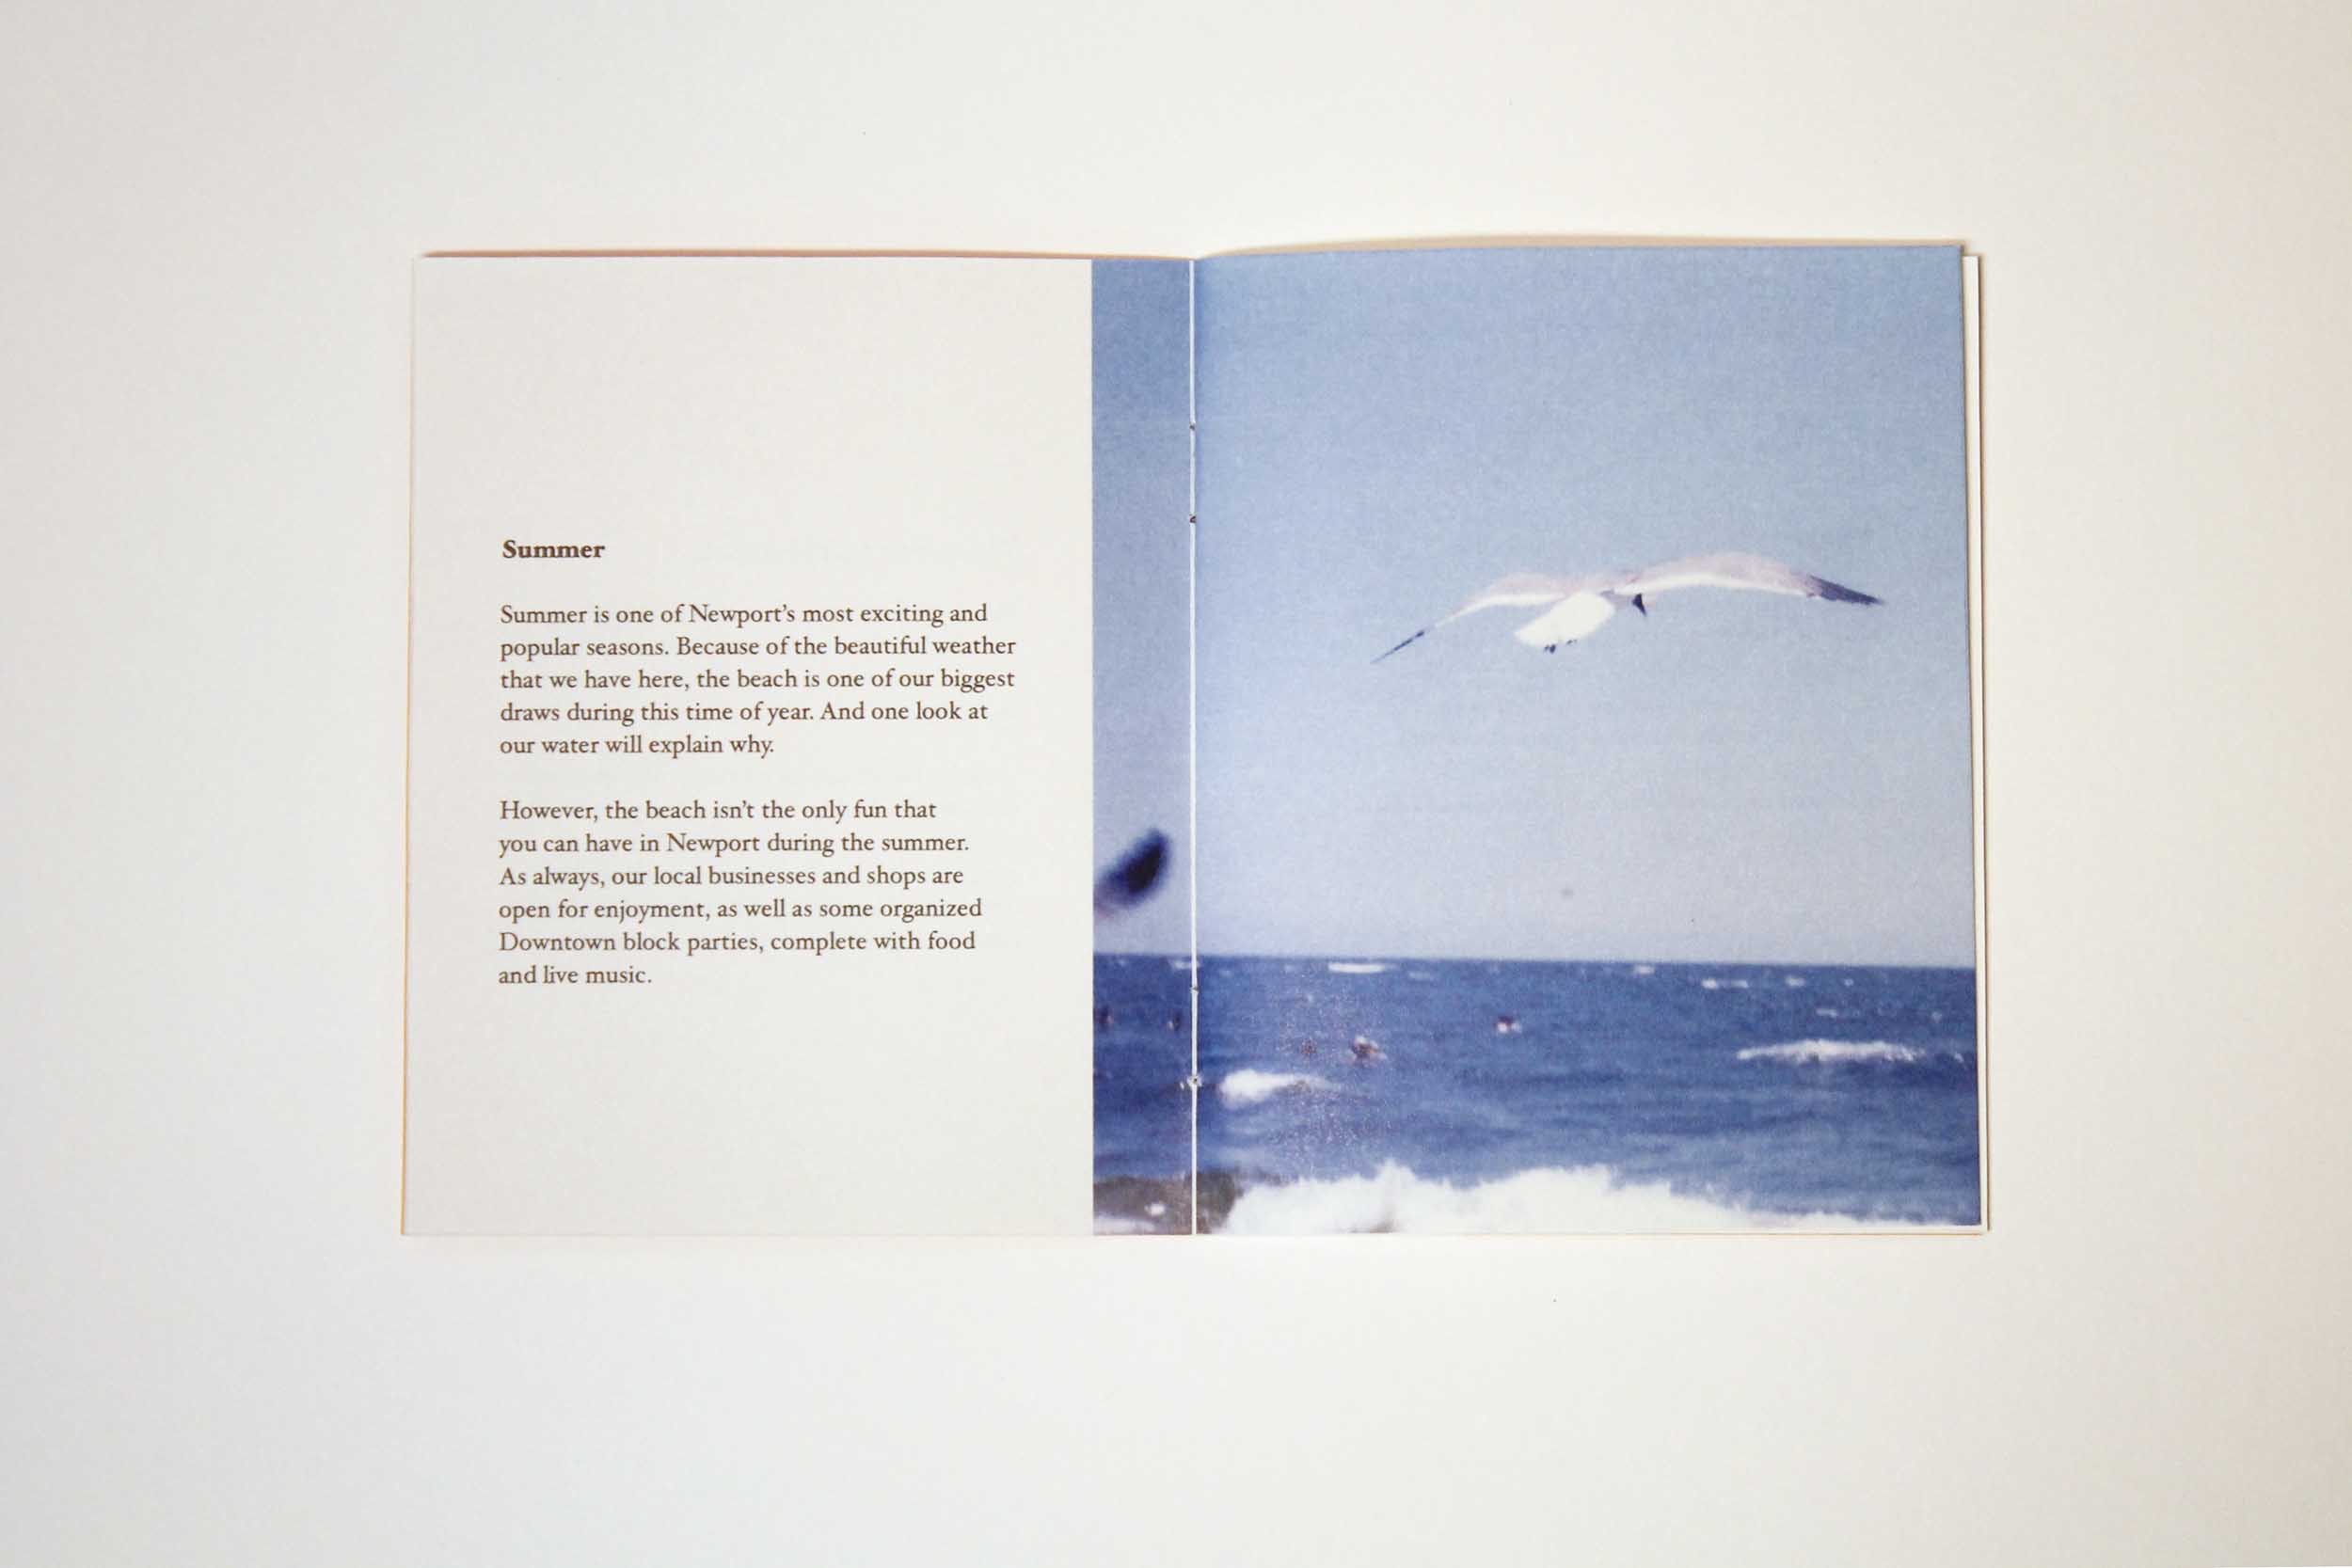 Summer
Summer is one of Newport’s most exciting and
popular seasons. Because of the beautiful weather
that we have here, the beach is one of our biggest
draws during this time of year. And one look at
our water will explain why.
However, the beach isn’t the only fun that
you can have in Newport during the summer.
As always, our local businesses and shops are
open for enjoyment, as well as some organized
Downtown block parties, complete with food
and live music.